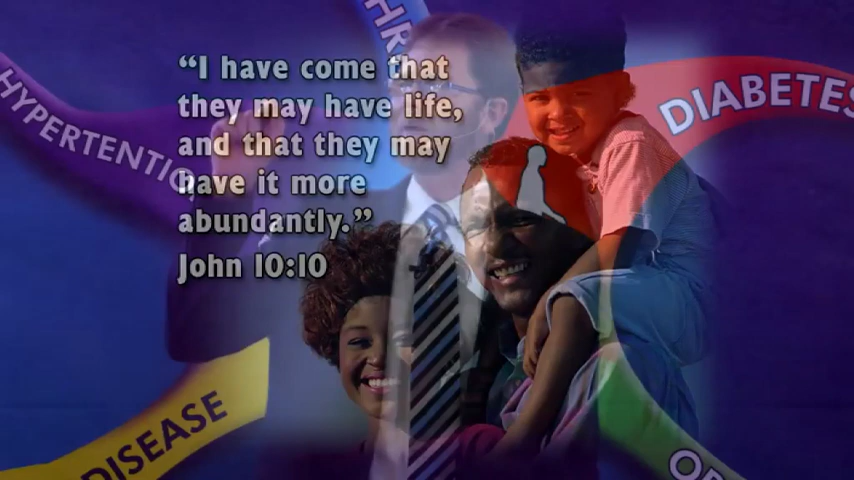 “I have come that
they may have life,
and that they may
have it more
abundantly.”
John 10:10
HYPERTENTION
DIABETES
DISEASE